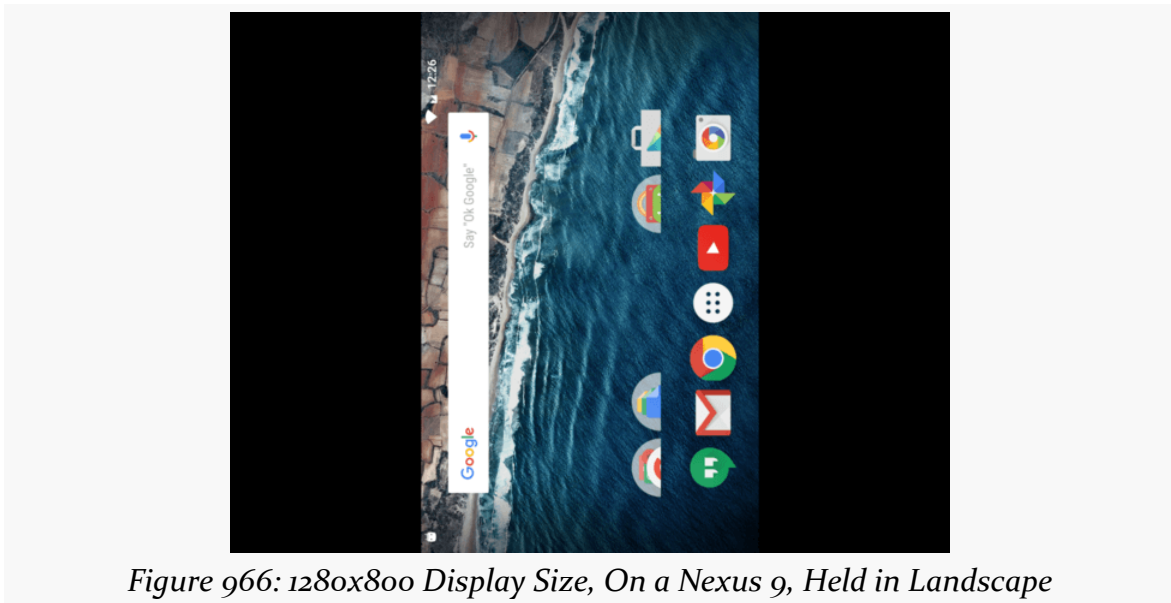 12:26
Say "Ok Google"
Google
Figure 966: 1280x800 Display Size, On a Nexus 9, Held in Landscape